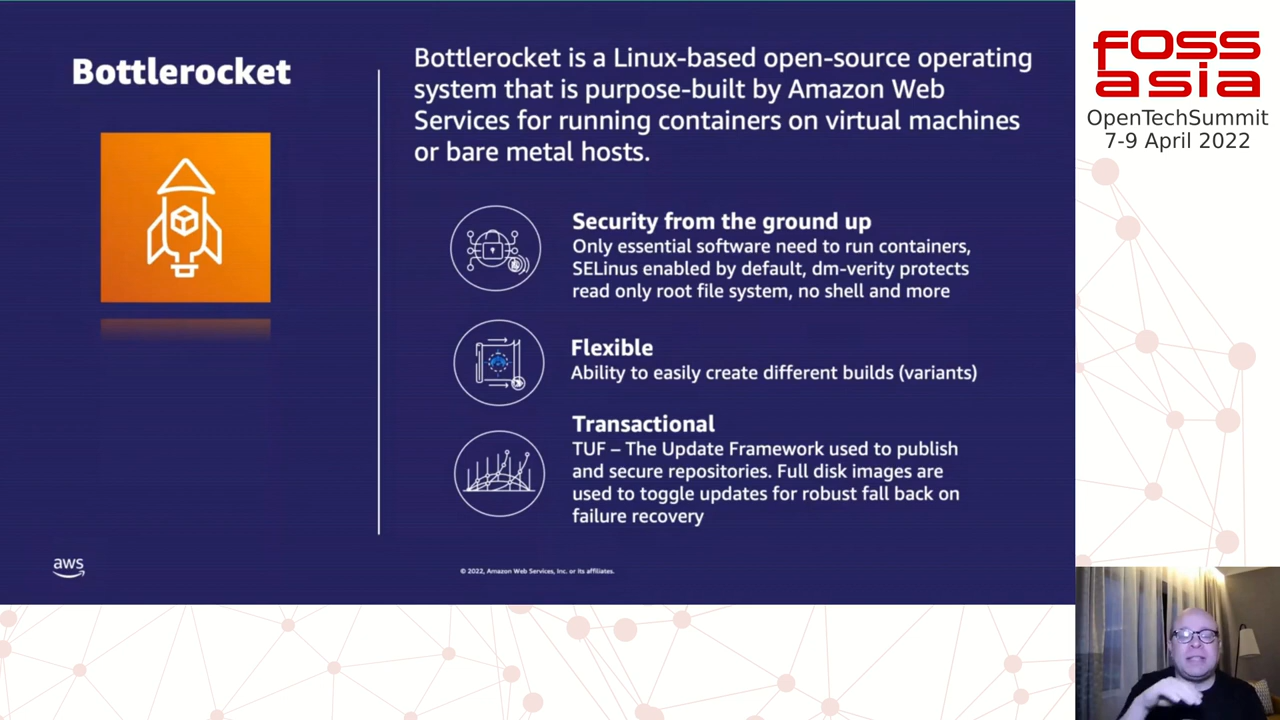 Bottlerocket
Bottlerocket is a Linux-based open-source operating
system that is purpose-built by Amazon Web
Services for running containers on virtual machines
or bare metal hosts.
Security from the ground up
Only essential software need to run containers,
SELinus enabled by default, dm-verity protects
read only root file system, no shell and more
Flexible
Ability to easily create different builds (variants)
Transactional
TUF – The Update Framework used to publish
and secure repositories. Full disk images are
used to toggle updates for robust fall back on
failure recovery
aws
© 2022, Amazon Web Services, Inc. or its affiliates.
FOSS
asia
OpenTechSummit
7-9 April 2022